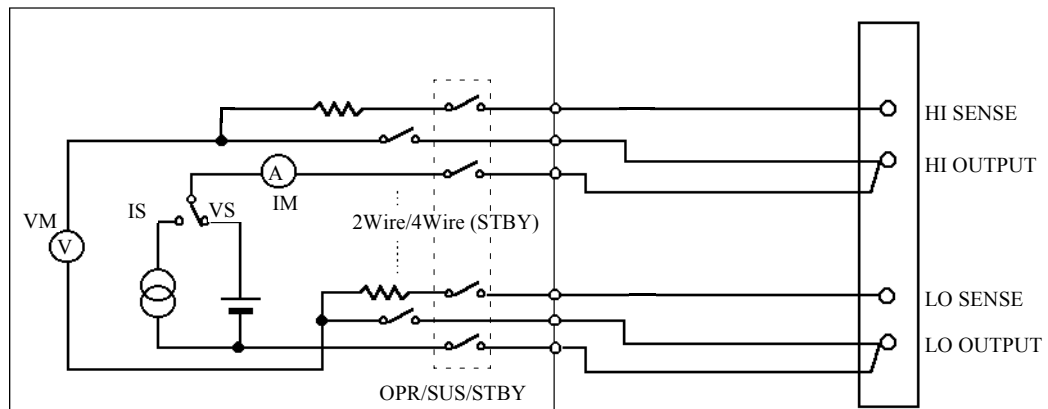 HI SENSE
HI OUTPUT
A
IM
IS
VS
2Wire/4Wire (STBY)
VM
V
LO SENSE
LO OUTPUT
OPR/SUS/STBY